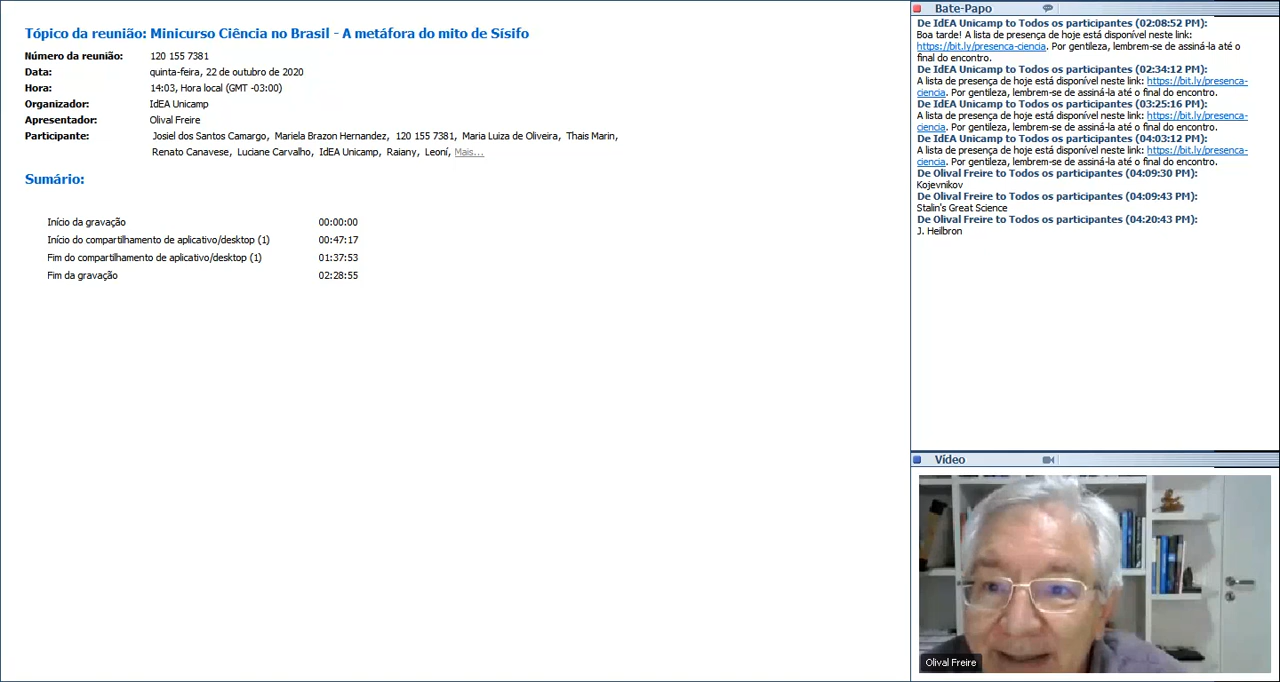 Tópico da reunião: Minicurso Ciência no Brasil - A metáfora do mito de Sísifo
Número da reunião: 120 155 7381
Data: quinta-feira, 22 de outubro de 2020
Hora: 14:03, Hora local (GMT -03:00)
Organizador: IdEA Unicamp
Apresentador: Olival Freire
Participante: Josiel dos Santos Camargo, Mariela Brazon Hernandez, 120 155 7381, Maria Luiza de Oliveira, Thais Marin,
Renato Canavese, Luciane Carvalho, IdEA Unicamp, Raiany, Leoní, Mais...
Sumário:
Início da gravação 00:00:00
Início do compartilhamento de aplicativo/desktop (1) 00:47:17
Fim do compartilhamento de aplicativo/desktop (1) 01:37:53
Fim da gravação 02:28:55
Bate-Papo
De IdEA Unicamp to Todos os participantes (02:08:52 PM):
Boa tarde! A lista de presença de hoje está disponível neste link:
https://bit.ly/presenca-ciencia. Por gentileza, lembrem-se de assiná-la até o
final do encontro.
De IdEA Unicamp to Todos os participantes (02:34:12 PM):
A lista de presença de hoje está disponível neste link: https://bit.ly/presenca-
ciencia. Por gentileza, lembrem-se de assiná-la até o final do encontro.
De IdEA Unicamp to Todos os participantes (03:25:16 PM):
A lista de presença de hoje está disponível neste link: https://bit.ly/presenca-
ciencia. Por gentileza, lembrem-se de assiná-la até o final do encontro.
De IdEA Unicamp to Todos os participantes (04:03:12 PM):
A lista de presença de hoje está disponível neste link: https://bit.ly/presenca-
ciencia. Por gentileza, lembrem-se de assiná-la até o final do encontro.
De Olival Freire to Todos os participantes (04:09:30 PM):
Kojevnikov
De Olival Freire to Todos os participantes (04:09:43 PM):
Stalin's Great Science
De Olival Freire to Todos os participantes (04:20:43 PM):
J. Heilbron
Vídeo
Olival Freire